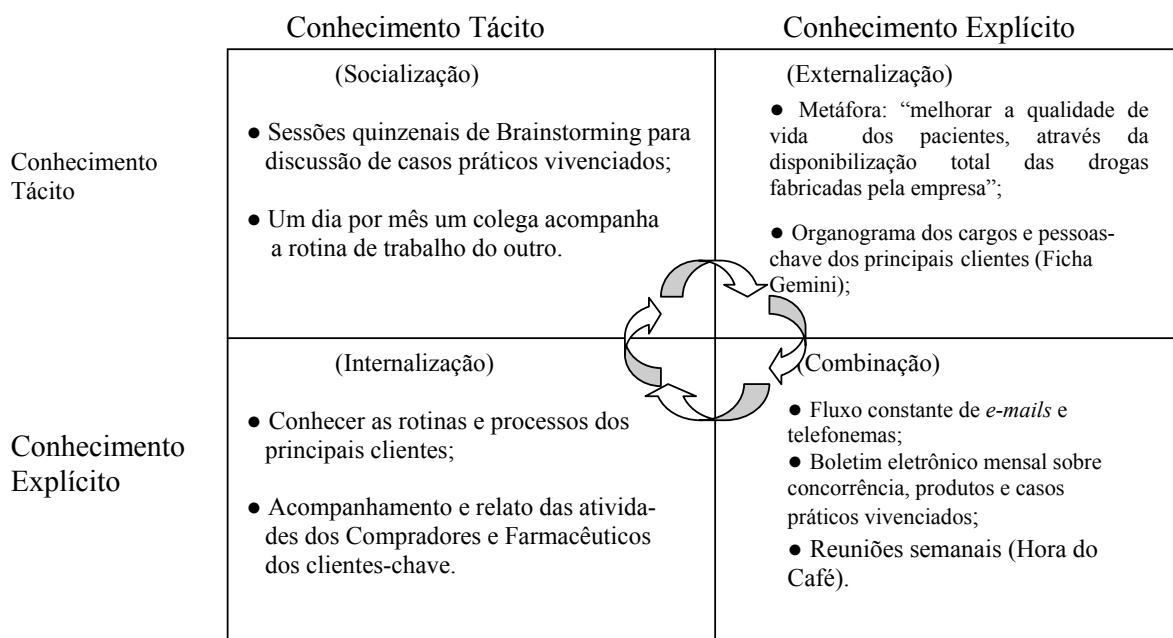 Conhecimento Tácito
Conhecimento Explícito
Conhecimento
Tácito
(Socialização)
● Sessões quinzenais de Brainstorming para
discussão de casos práticos vivenciados;
● Um dia por mês um colega acompanha
a rotina de trabalho do outro.
(Externalização)
● Metáfora: “melhorar a qualidade de
vida dos pacientes, através da
disponibilização total das drogas
fabricadas pela empresa”;
● Organograma dos cargos e pessoas-
chave dos principais clientes (Ficha
Gemini);
Conhecimento
Explícito
(Internalização)
● Conhecer as rotinas e processos dos
principais clientes;
● Acompanhamento e relato das ativida-
des dos Compradores e Farmacêuticos
dos clientes-chave.
(Combinação)
● Fluxo constante de e-mails e
telefonemas;
● Boletim eletrônico mensal sobre
concorrência, produtos e casos
práticos vivenciados;
● Reuniões semanais (Hora do
Café).